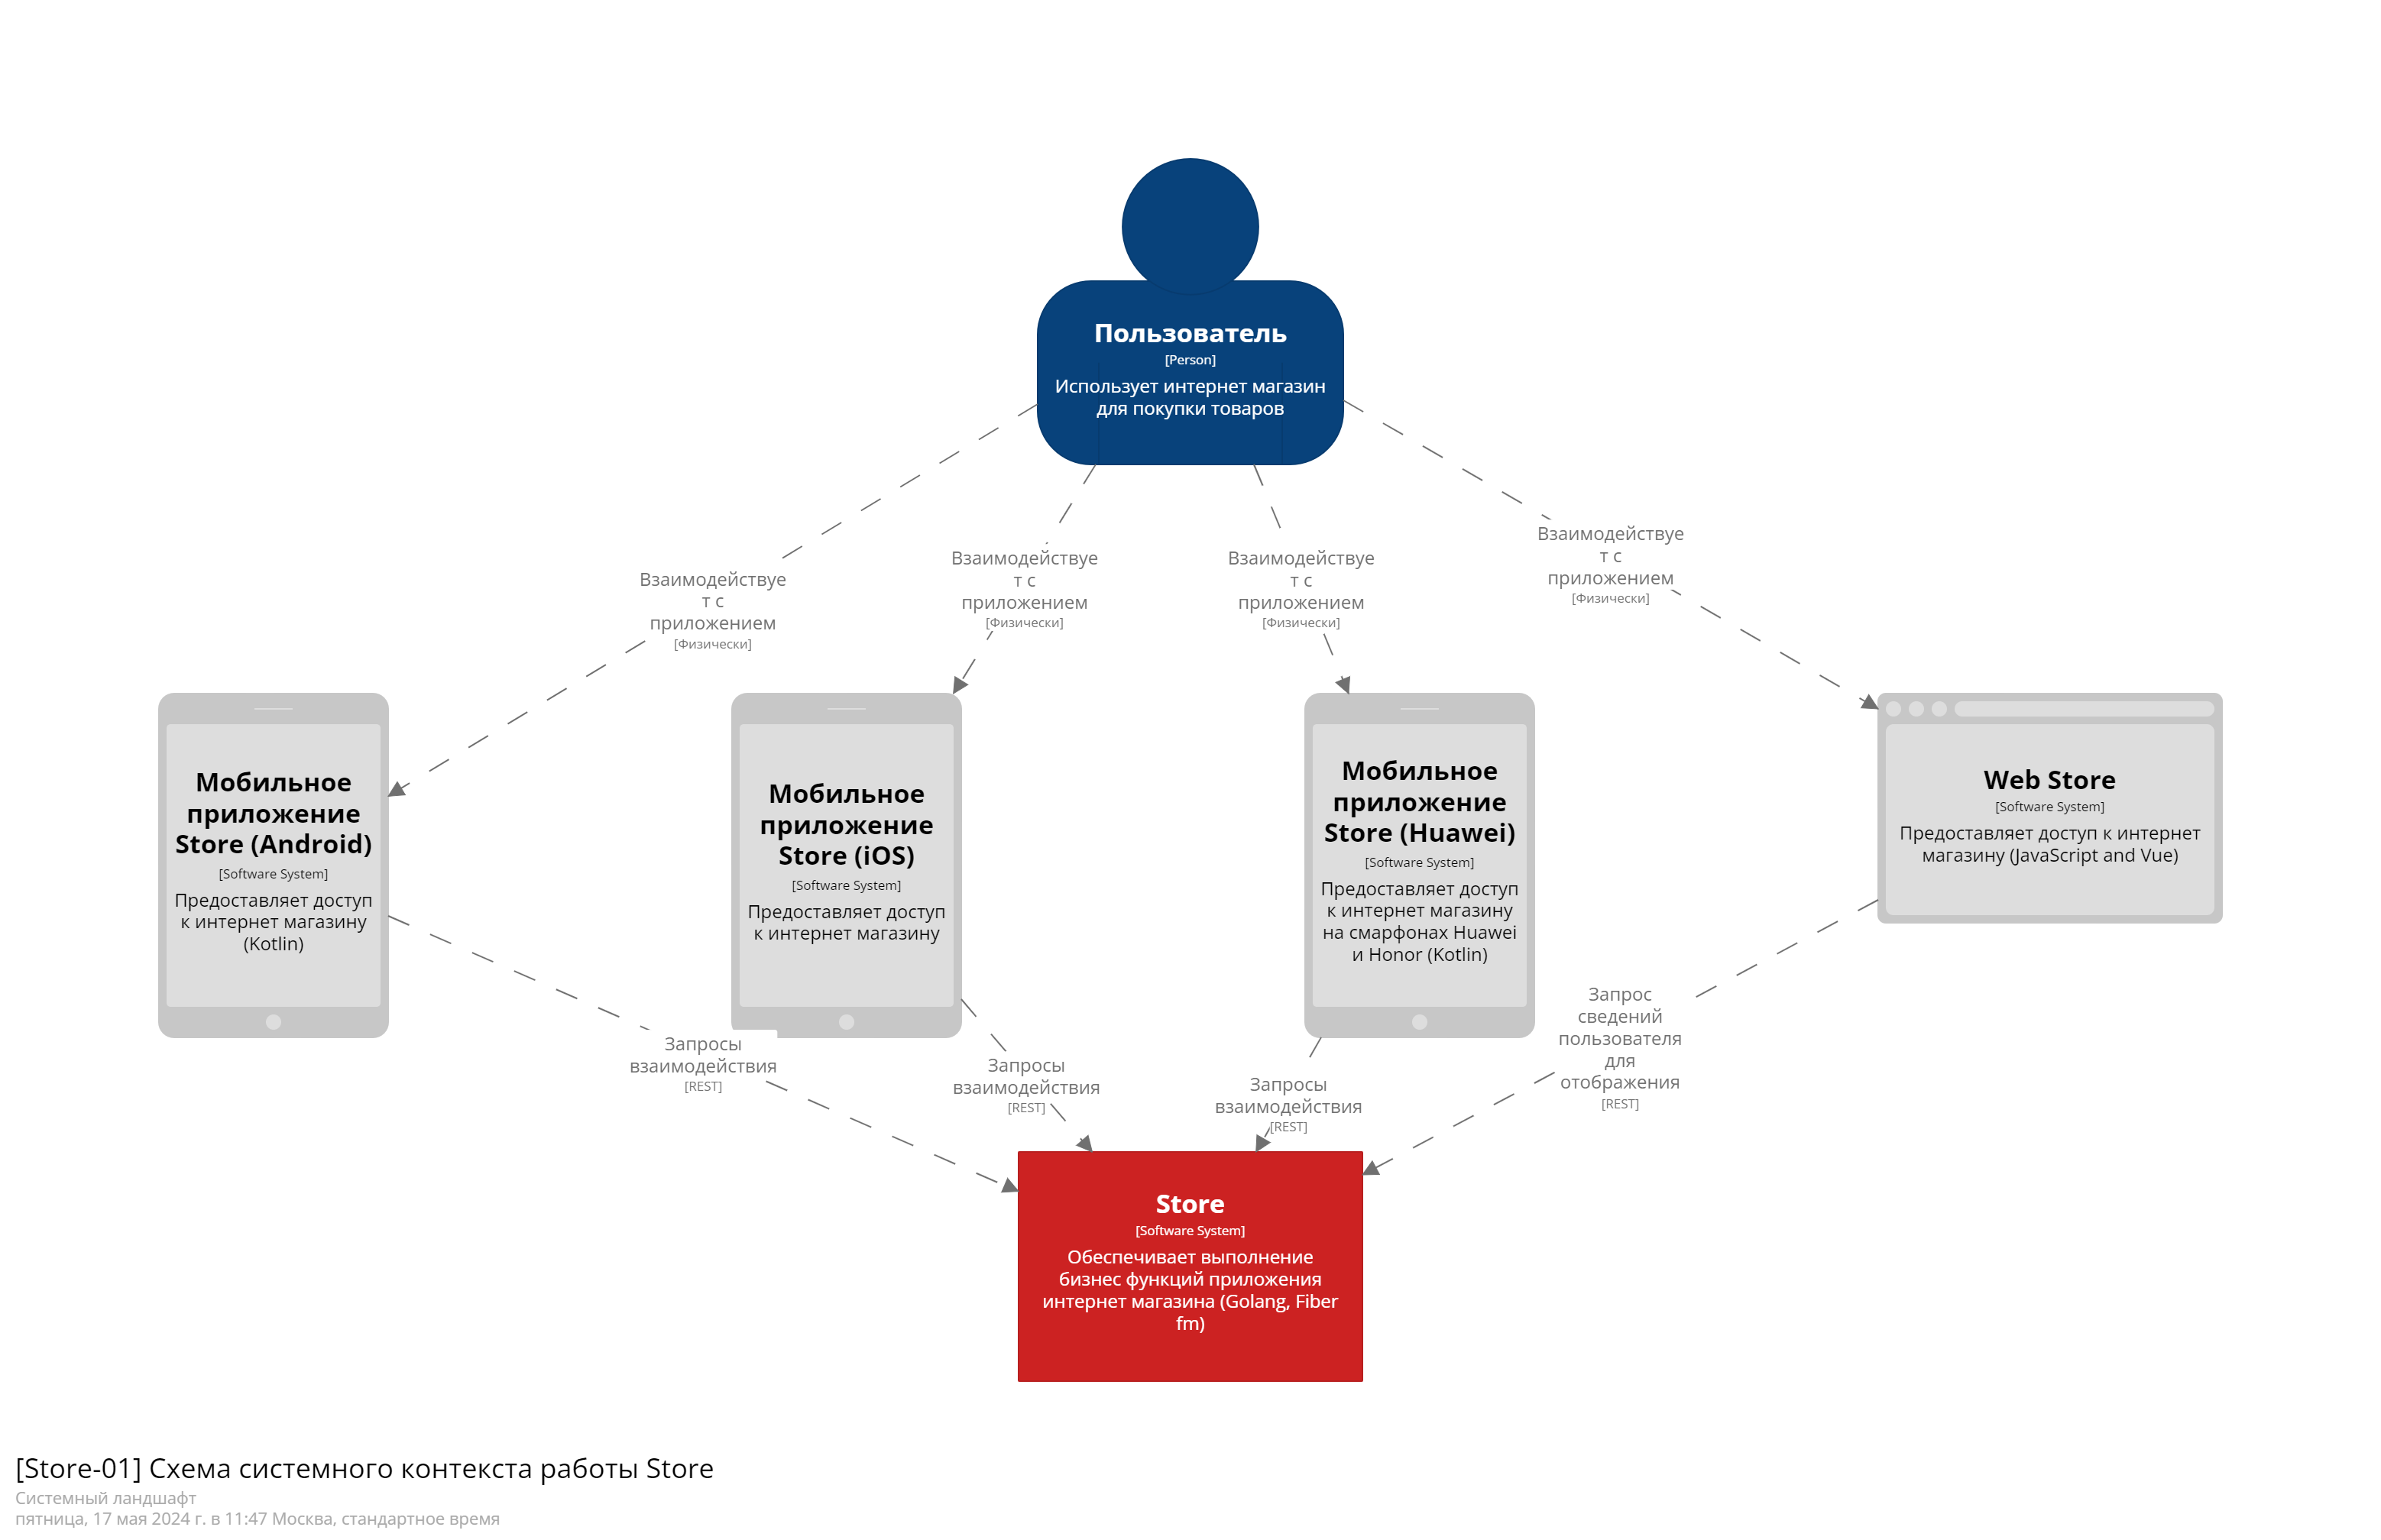 Пользователь
[Person]
Использует интернет магазин
для покупки товаров
Взаимодействуе
т с
приложением
[Физически]
Взаимодействуе
т с
приложением
[Физически]
Взаимодействуе
т с
приложением
[Физически]
Взаимодействуе
т с
приложением
[Физически]
Мобильное
приложение
Store (Android)
[Software System]
Предоставляет доступ
к интернет магазину
(Kotlin)
Мобильное
приложение
Store (iOS)
[Software System]
Предоставляет доступ
к интернет магазину
Мобильное
приложение
Store (Huawei)
[Software System]
Предоставляет доступ
к интернет магазину
на смарфонах Huawei
и Honor (Kotlin)
Web Store
[Software System]
Предоставляет доступ к интернет
магазину (JavaScript and Vue)
Запросы
взаимодействия
[REST]
Запросы
взаимодействия
[REST]
Запросы
взаимодействия
[REST]
Запрос
сведений
пользователя
для
отображения
[REST]
Store
[Software System]
Обеспечивает выполнение
бизнес функций приложения
интернет магазина (Golang, Fiber
fm)
[Store-01] Схема системного контекста работы Store
Системный ландшафт
пятница, 17 мая 2024 г. в 11:47 Москва, стандартное время